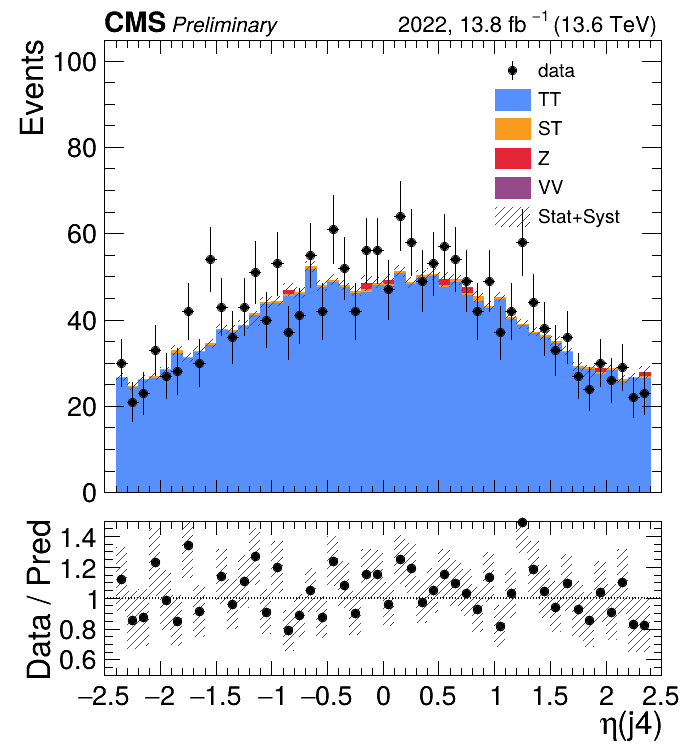 CMS Preliminary 2022, 13.8 fb⁻¹ (13.6 TeV)
Events
100
80
60
40
20
0
data
TT
ST
Z
VV
Stat+Syst
Data / Pred
1.4
1.2
1
0.8
0.6
−2.5 −2 −1.5 −1 −0.5 0 0.5 1 1.5 2 2.5
η(j4)